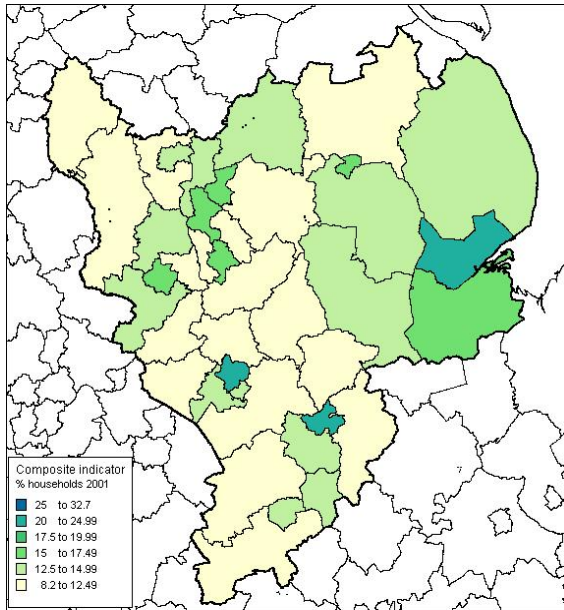 Composite indicator
% households 2001
25 to 32.7
20 to 24.99
17.5 to 19.99
15 to 17.49
12.5 to 14.99
8.2 to 12.49